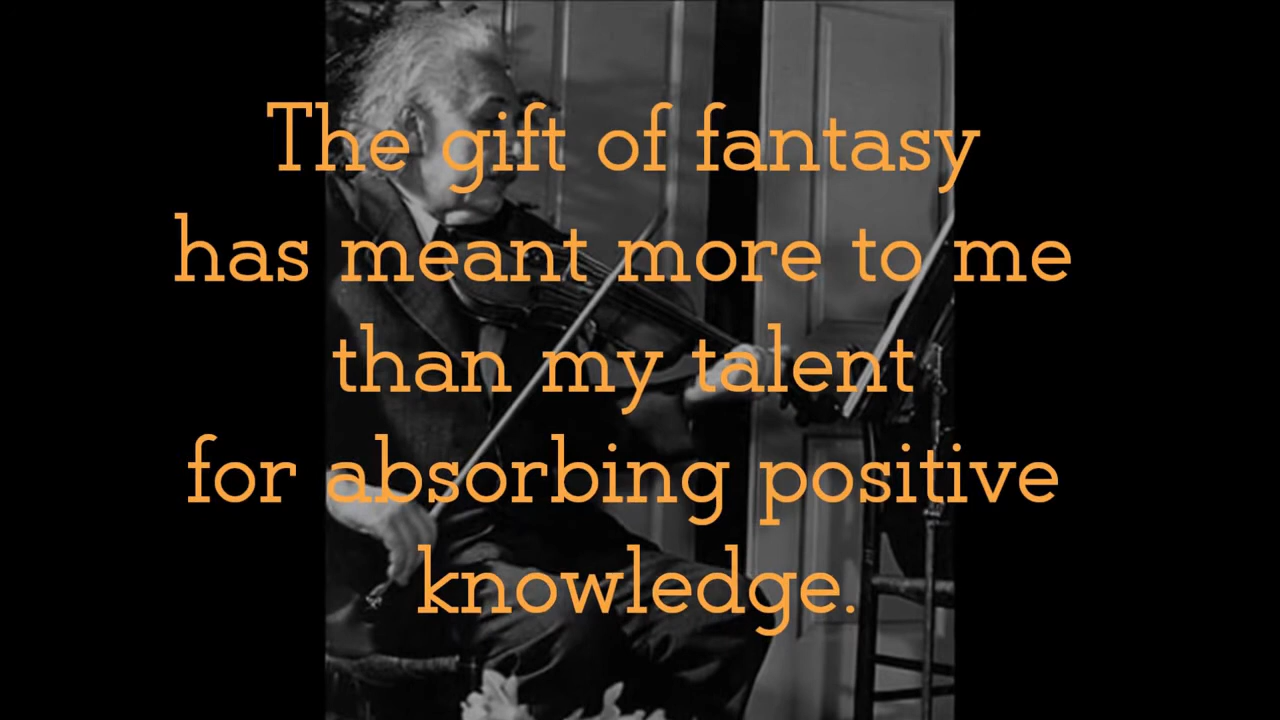 The gift of fantasy
has meant more to me
than my talent
for absorbing positive
knowledge.